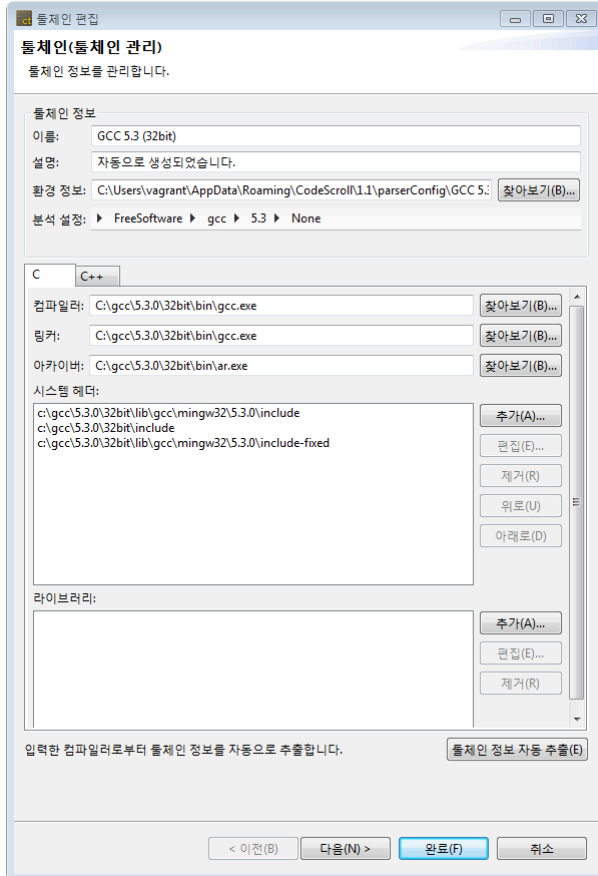 ct 툴체인 편집
툴체인(툴체인 관리)
툴체인 정보를 관리합니다.
툴체인 정보
이름: GCC 5.3 (32bit)
설명: 자동으로 생성되었습니다.
환경 정보: C:\Users\vagrant\AppData\Roaming\CodeScroll\1.1\parserConfig\GCC 5. 찾아보기(B)...
분석 설정: FreeSoftware gcc 5.3 None
C C++
컴파일러: C:\gcc\5.3.0\32bit\bin\gcc.exe 찾아보기(B)...
링커: C:\gcc\5.3.0\32bit\bin\gcc.exe 찾아보기(B)...
아카이버: C:\gcc\5.3.0\32bit\bin\ar.exe 찾아보기(B)...
시스템 헤더:
c:\gcc\5.3.0\32bit\lib\gcc\mingw32\5.3.0\include
c:\gcc\5.3.0\32bit\include
c:\gcc\5.3.0\32bit\lib\gcc\mingw32\5.3.0\include-fixed
추가(A)...
편집(E)...
제거(R)
위로(U)
아래로(D)
라이브러리:
추가(A)...
편집(E)...
제거(R)
입력한 컴파일러로부터 툴체인 정보를 자동으로 추출합니다. 툴체인 정보 자동 추출(E)
< 이전(B) 다음(N) > 완료(F) 취소